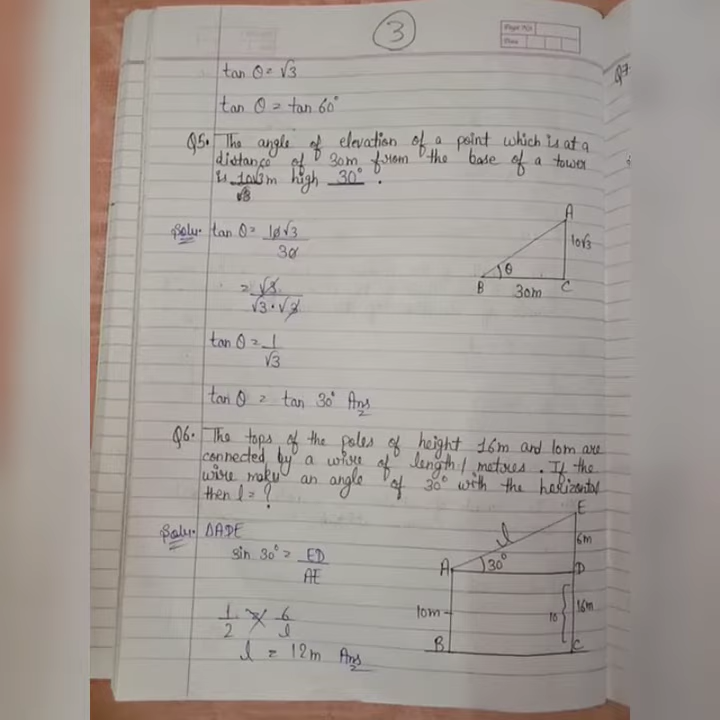 3
Page No.
Date
tan θ = √3
tan θ = tan 60°
Q5. The angle of elevation of a point which is at a
distance of 30m from the base of a tower
is 10√3m high 30°.
√3
Soln. tan θ = 10√3
30
= √3
√3 · √3
tan θ = 1
√3
tan θ = tan 30° Ans
A
10√3
θ
B 30m C
Q6. The tops of the poles of height 16m and 10m are
connected by a wire of length l metres. If the
wire makes an angle of 30° with the horizontal
then l = ?
Soln. ΔADE
sin 30° = ED
AE
1 = 6
2 l
l = 12m Ans
E
l
6m
A 30° D
10m
10
16m
B C
Q7